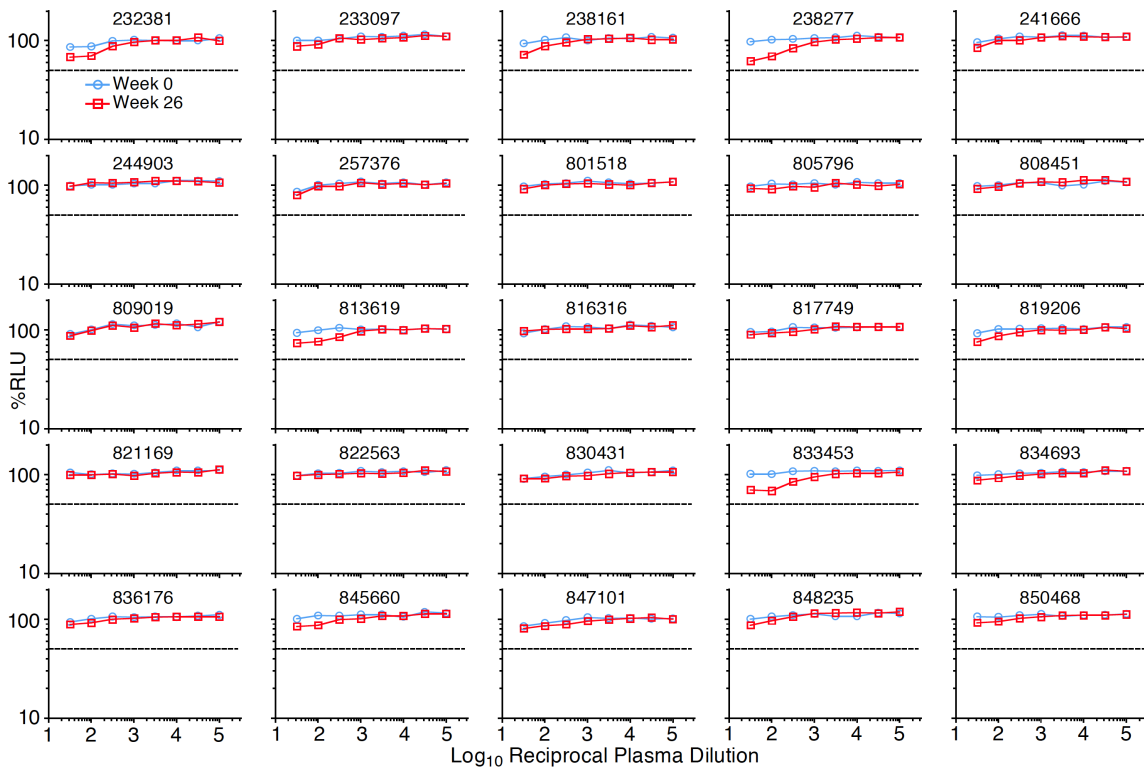 232381 233097 238161 238277 241666
100
Week 0
Week 26
10
244903 257376 801518 805796 808451
100
10
809019 813619 816316 817749 819206
100
%RLU
10
821169 822563 830431 833453 834693
100
10
836176 845660 847101 848235 850468
100
10
1 2 3 4 5 1 2 3 4 5 1 2 3 4 5 1 2 3 4 5 1 2 3 4 5
Log10 Reciprocal Plasma Dilution